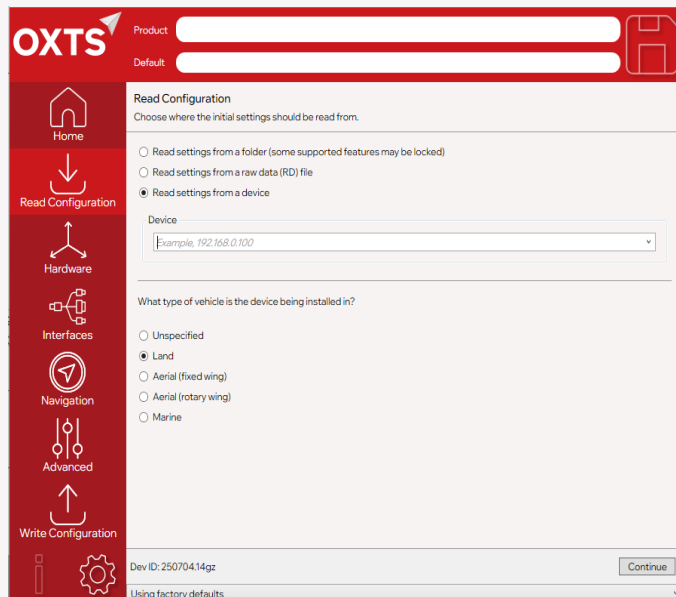 OXTS
Product
Default
Home
Read Configuration
Hardware
Interfaces
Navigation
Advanced
Write Configuration
Read Configuration
Choose where the initial settings should be read from.
Read settings from a folder (some supported features may be locked)
Read settings from a raw data (RD) file
Read settings from a device
Device
Example, 192.168.0.100
What type of vehicle is the device being installed in?
Unspecified
Land
Aerial (fixed wing)
Aerial (rotary wing)
Marine
Dev ID: 250704.14gz
Continue
Using factory defaults